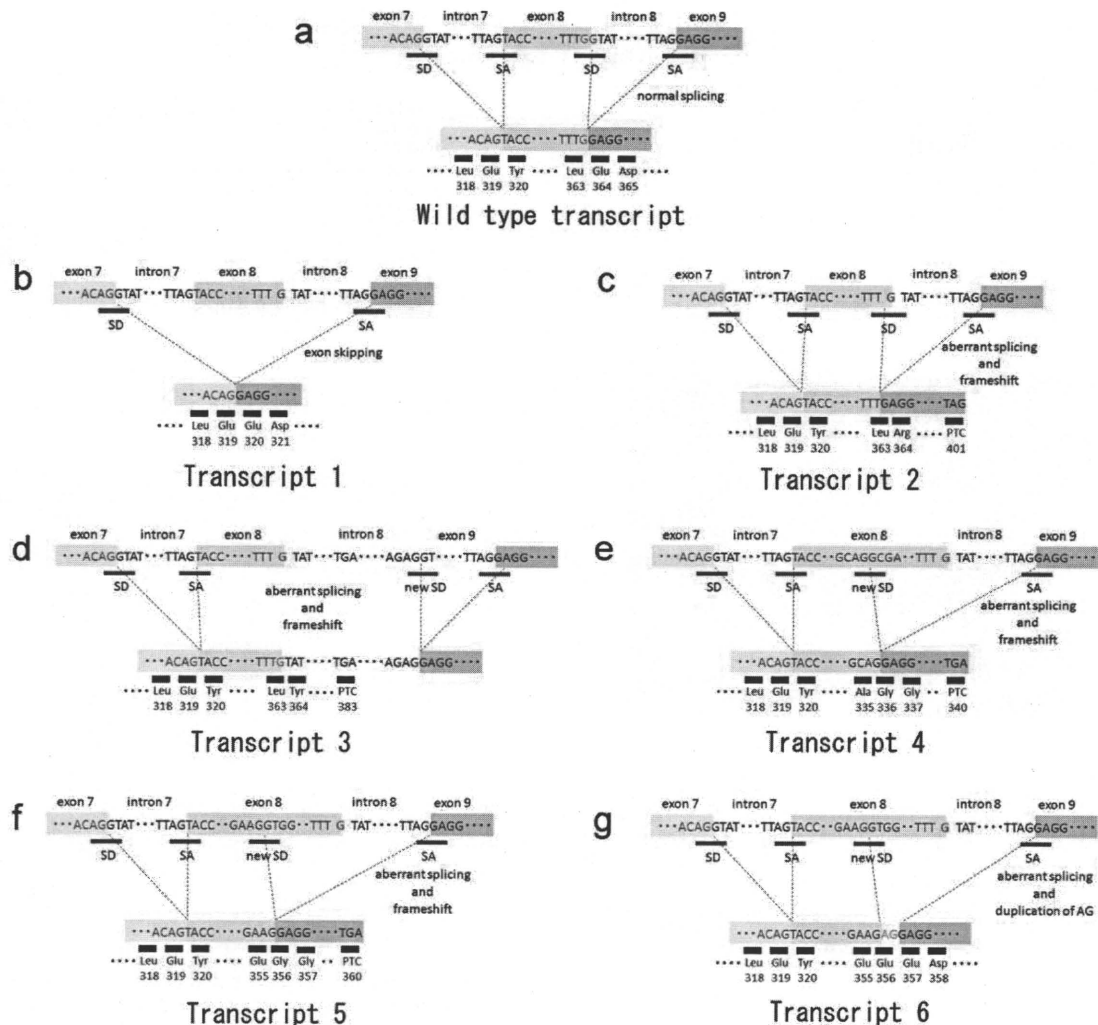 a
exon 7 intron 7 exon 8 intron 8 exon 9
····ACAGGTAT····TTAGTACC····TTTGGTAT····TTAGGAGG····
SD SA SD SA
normal splicing
····ACAGTACC····TTTGGAGG····
Leu Glu Tyr ···· Leu Glu Asp ····
318 319 320 363 364 365
Wild type transcript
b
exon 7 intron 7 exon 8 intron 8 exon 9
····ACAGGTAT····TTAGTACC····TTT G TAT····TTAGGAGG····
SD SA
exon skipping
····ACAGGAGG····
Leu Glu Glu Asp
318 319 320 321
Transcript 1
c
exon 7 intron 7 exon 8 intron 8 exon 9
····ACAGGTAT····TTAGTACC····TTT G TAT····TTAGGAGG····
SD SA SD SA
aberrant splicing
and
frameshift
····ACAGTACC····TTTGAGG····TAG
Leu Glu Tyr ···· Leu Arg ···· PTC
318 319 320 363 364 401
Transcript 2
d
exon 7 intron 7 exon 8 intron 8 exon 9
····ACAGGTAT····TTAGTACC····TTT G TAT····TGA····AGAGGT····TTAGGAGG····
SD SA new SD SA
aberrant splicing
and
frameshift
····ACAGTACC····TTTGTAT····TGA····AGAGGAGG····
Leu Glu Tyr ···· Leu Tyr ···· PTC
318 319 320 363 364 383
Transcript 3
e
exon 7 intron 7 exon 8 intron 8 exon 9
····ACAGGTAT····TTAGTACC···GCAGGCGA··TTT G TAT····TTAGGAGG····
SD SA new SD SA
aberrant splicing
and
frameshift
····ACAGTACC····GCAGGAGG····TGA
Leu Glu Tyr ···· Ala Gly Gly ·· PTC
318 319 320 335 336 337 340
Transcript 4
f
exon 7 intron 7 exon 8 intron 8 exon 9
····ACAGGTAT····TTAGTACC···GAAGGTGG··TTT G TAT····TTAGGAGG····
SD SA new SD SA
aberrant splicing
and
frameshift
····ACAGTACC····GAAGGAGG····TGA
Leu Glu Tyr ···· Glu Gly Gly ·· PTC
318 319 320 355 356 357 360
Transcript 5
g
exon 7 intron 7 exon 8 intron 8 exon 9
····ACAGGTAT····TTAGTACC···GAAGGTGG··TTT G TAT····TTAGGAGG····
SD SA new SD SA
aberrant splicing
and
duplication of AG
····ACAGTACC····GAAGAGGAGG····
Leu Glu Tyr ···· Glu Glu Glu Asp ····
318 319 320 355 356 357 358
Transcript 6